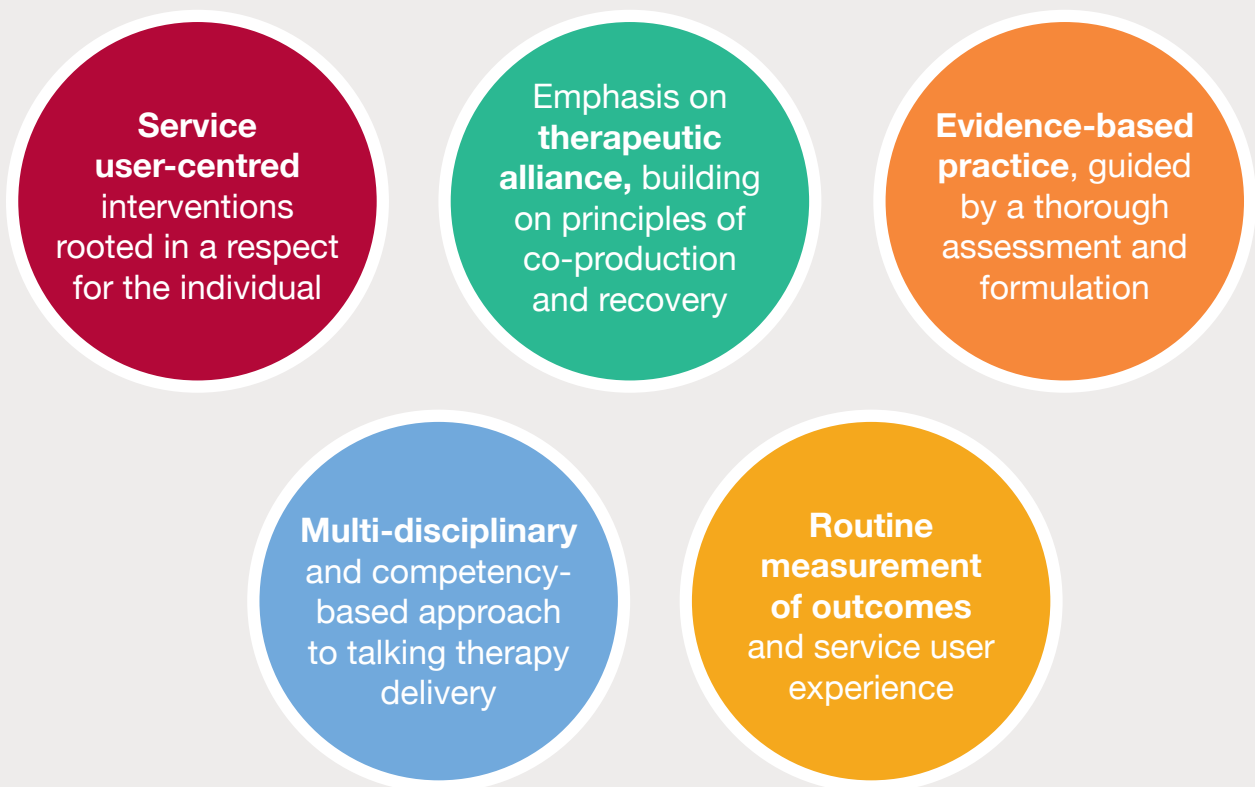 Service
user-centred
interventions
rooted in a respect
for the individual
Emphasis on
therapeutic
alliance, building
on principles of
co-production
and recovery
Evidence-based
practice, guided
by a thorough
assessment and
formulation
Multi-disciplinary
and competency-
based approach
to talking therapy
delivery
Routine
measurement
of outcomes
and service user
experience